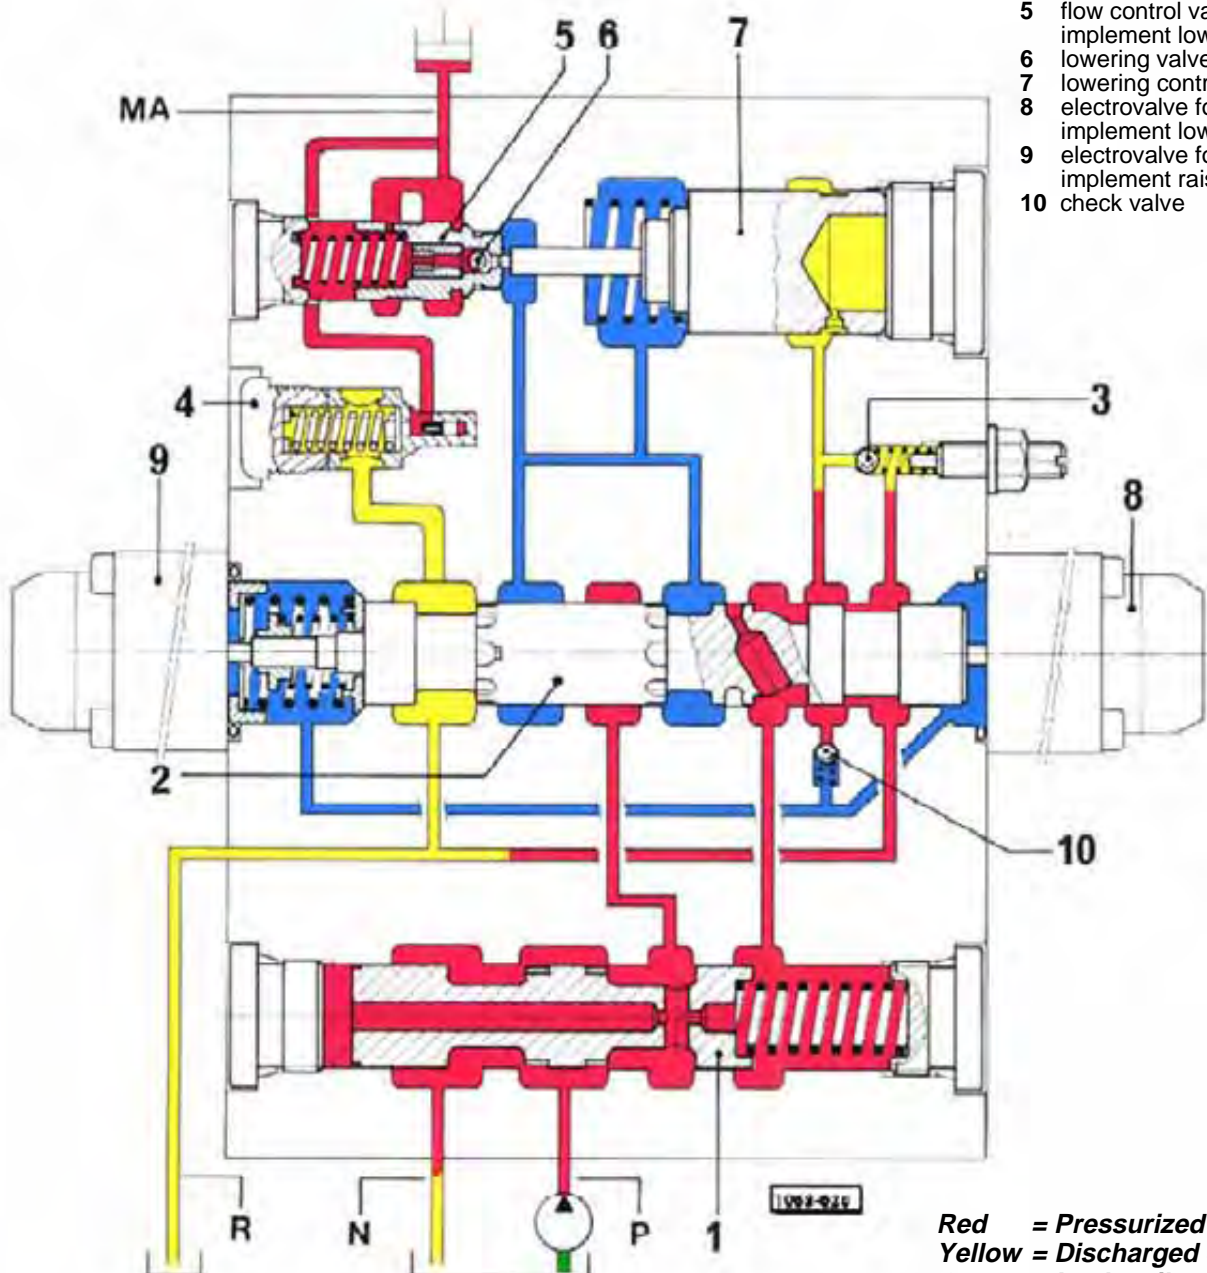 5 flow control va
implement low
6 lowering valve
7 lowering contr
8 electrovalve fo
implement low
9 electrovalve fo
implement rais
10 check valve
5 6 7
MA
4
3
9
8
2
10
R N P 1
Red = Pressurized
Yellow = Discharged